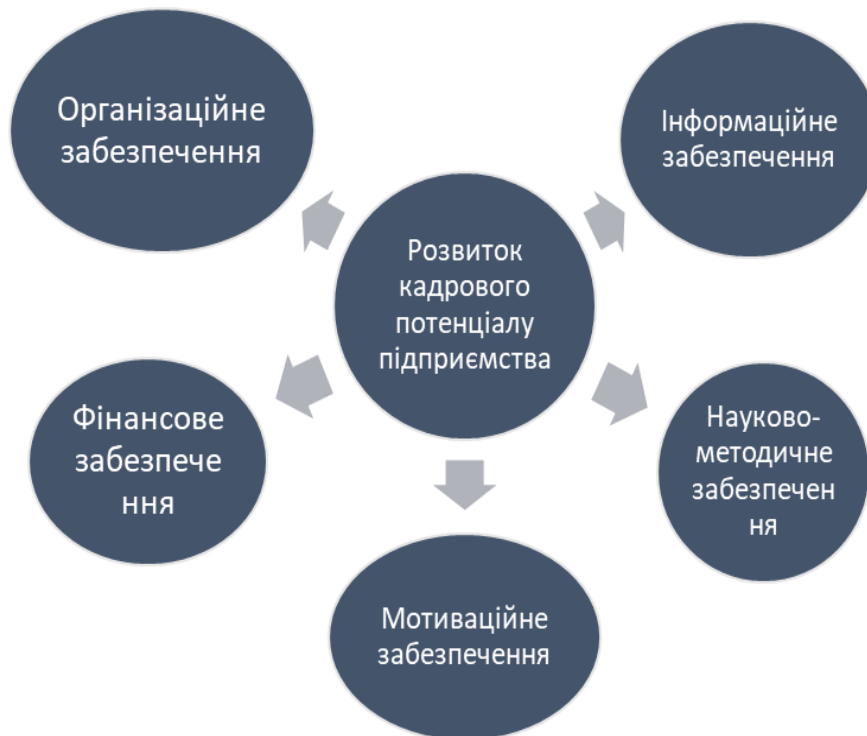 Організаційне
забезпечення
Інформаційне
забезпечення
Розвиток
кадрового
потенціалу
підприємства
Фінансове
забезпече
ння
Науково-
методичне
забезпечен
ня
Мотиваційне
забезпечення